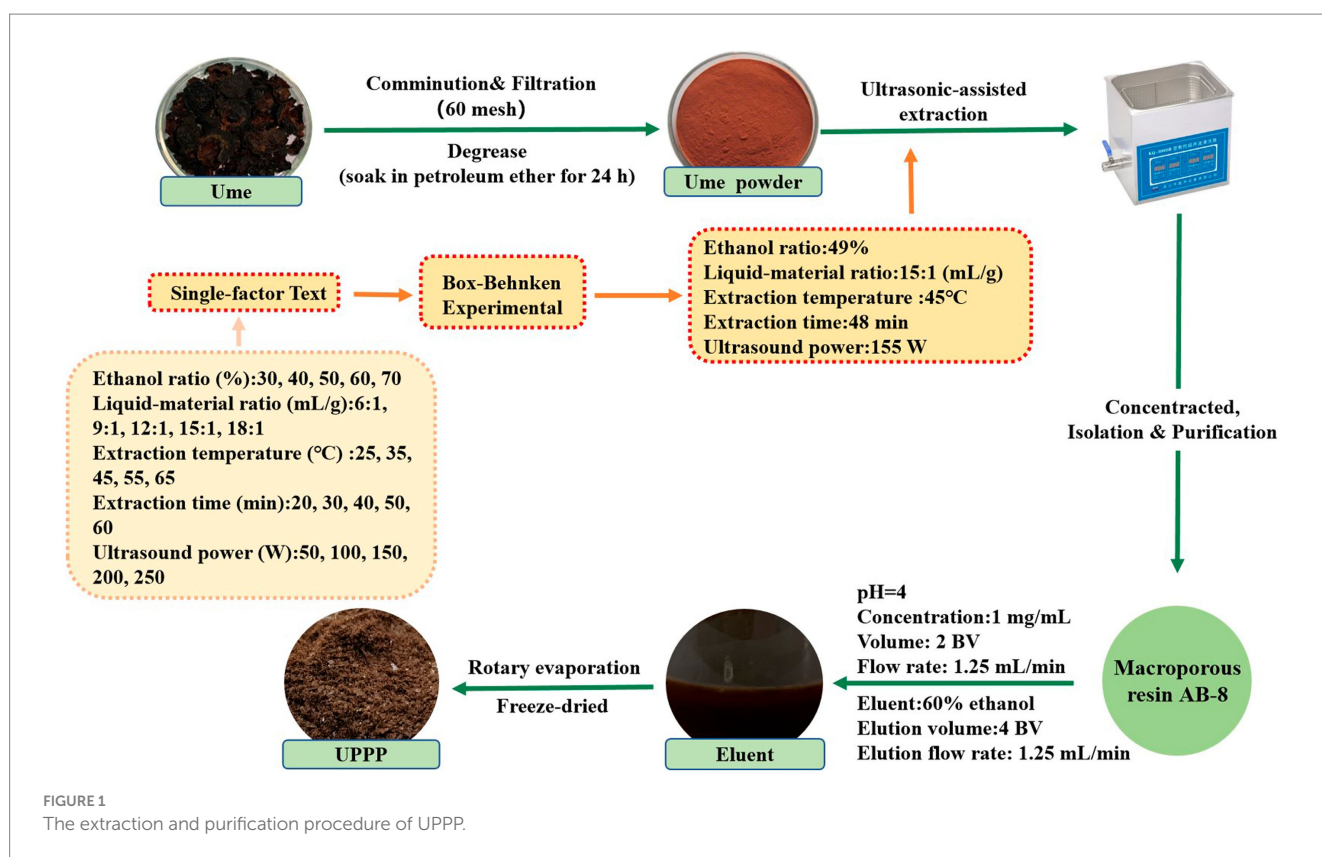 Comminution& Filtration
(60 mesh)
Degrease
(soak in petroleum ether for 24 h)
Ume
Ume powder
Ultrasonic-assisted
extraction
Single-factor Text
Box-Behnken
Experimental
Ethanol ratio:49%
Liquid-material ratio:15:1 (mL/g)
Extraction temperature :45℃
Extraction time:48 min
Ultrasound power:155 W
Ethanol ratio (%):30, 40, 50, 60, 70
Liquid-material ratio (mL/g):6:1,
9:1, 12:1, 15:1, 18:1
Extraction temperature (℃) :25, 35,
45, 55, 65
Extraction time (min):20, 30, 40, 50,
60
Ultrasound power (W):50, 100, 150,
200, 250
Concentracted,
Isolation & Purification
Macroporous
resin AB-8
pH=4
Concentration:1 mg/mL
Volume: 2 BV
Flow rate: 1.25 mL/min
Eluent:60% ethanol
Elution volume:4 BV
Elution flow rate: 1.25 mL/min
Eluent
Rotary evaporation
Freeze-dried
UPPP
FIGURE 1
The extraction and purification procedure of UPPP.